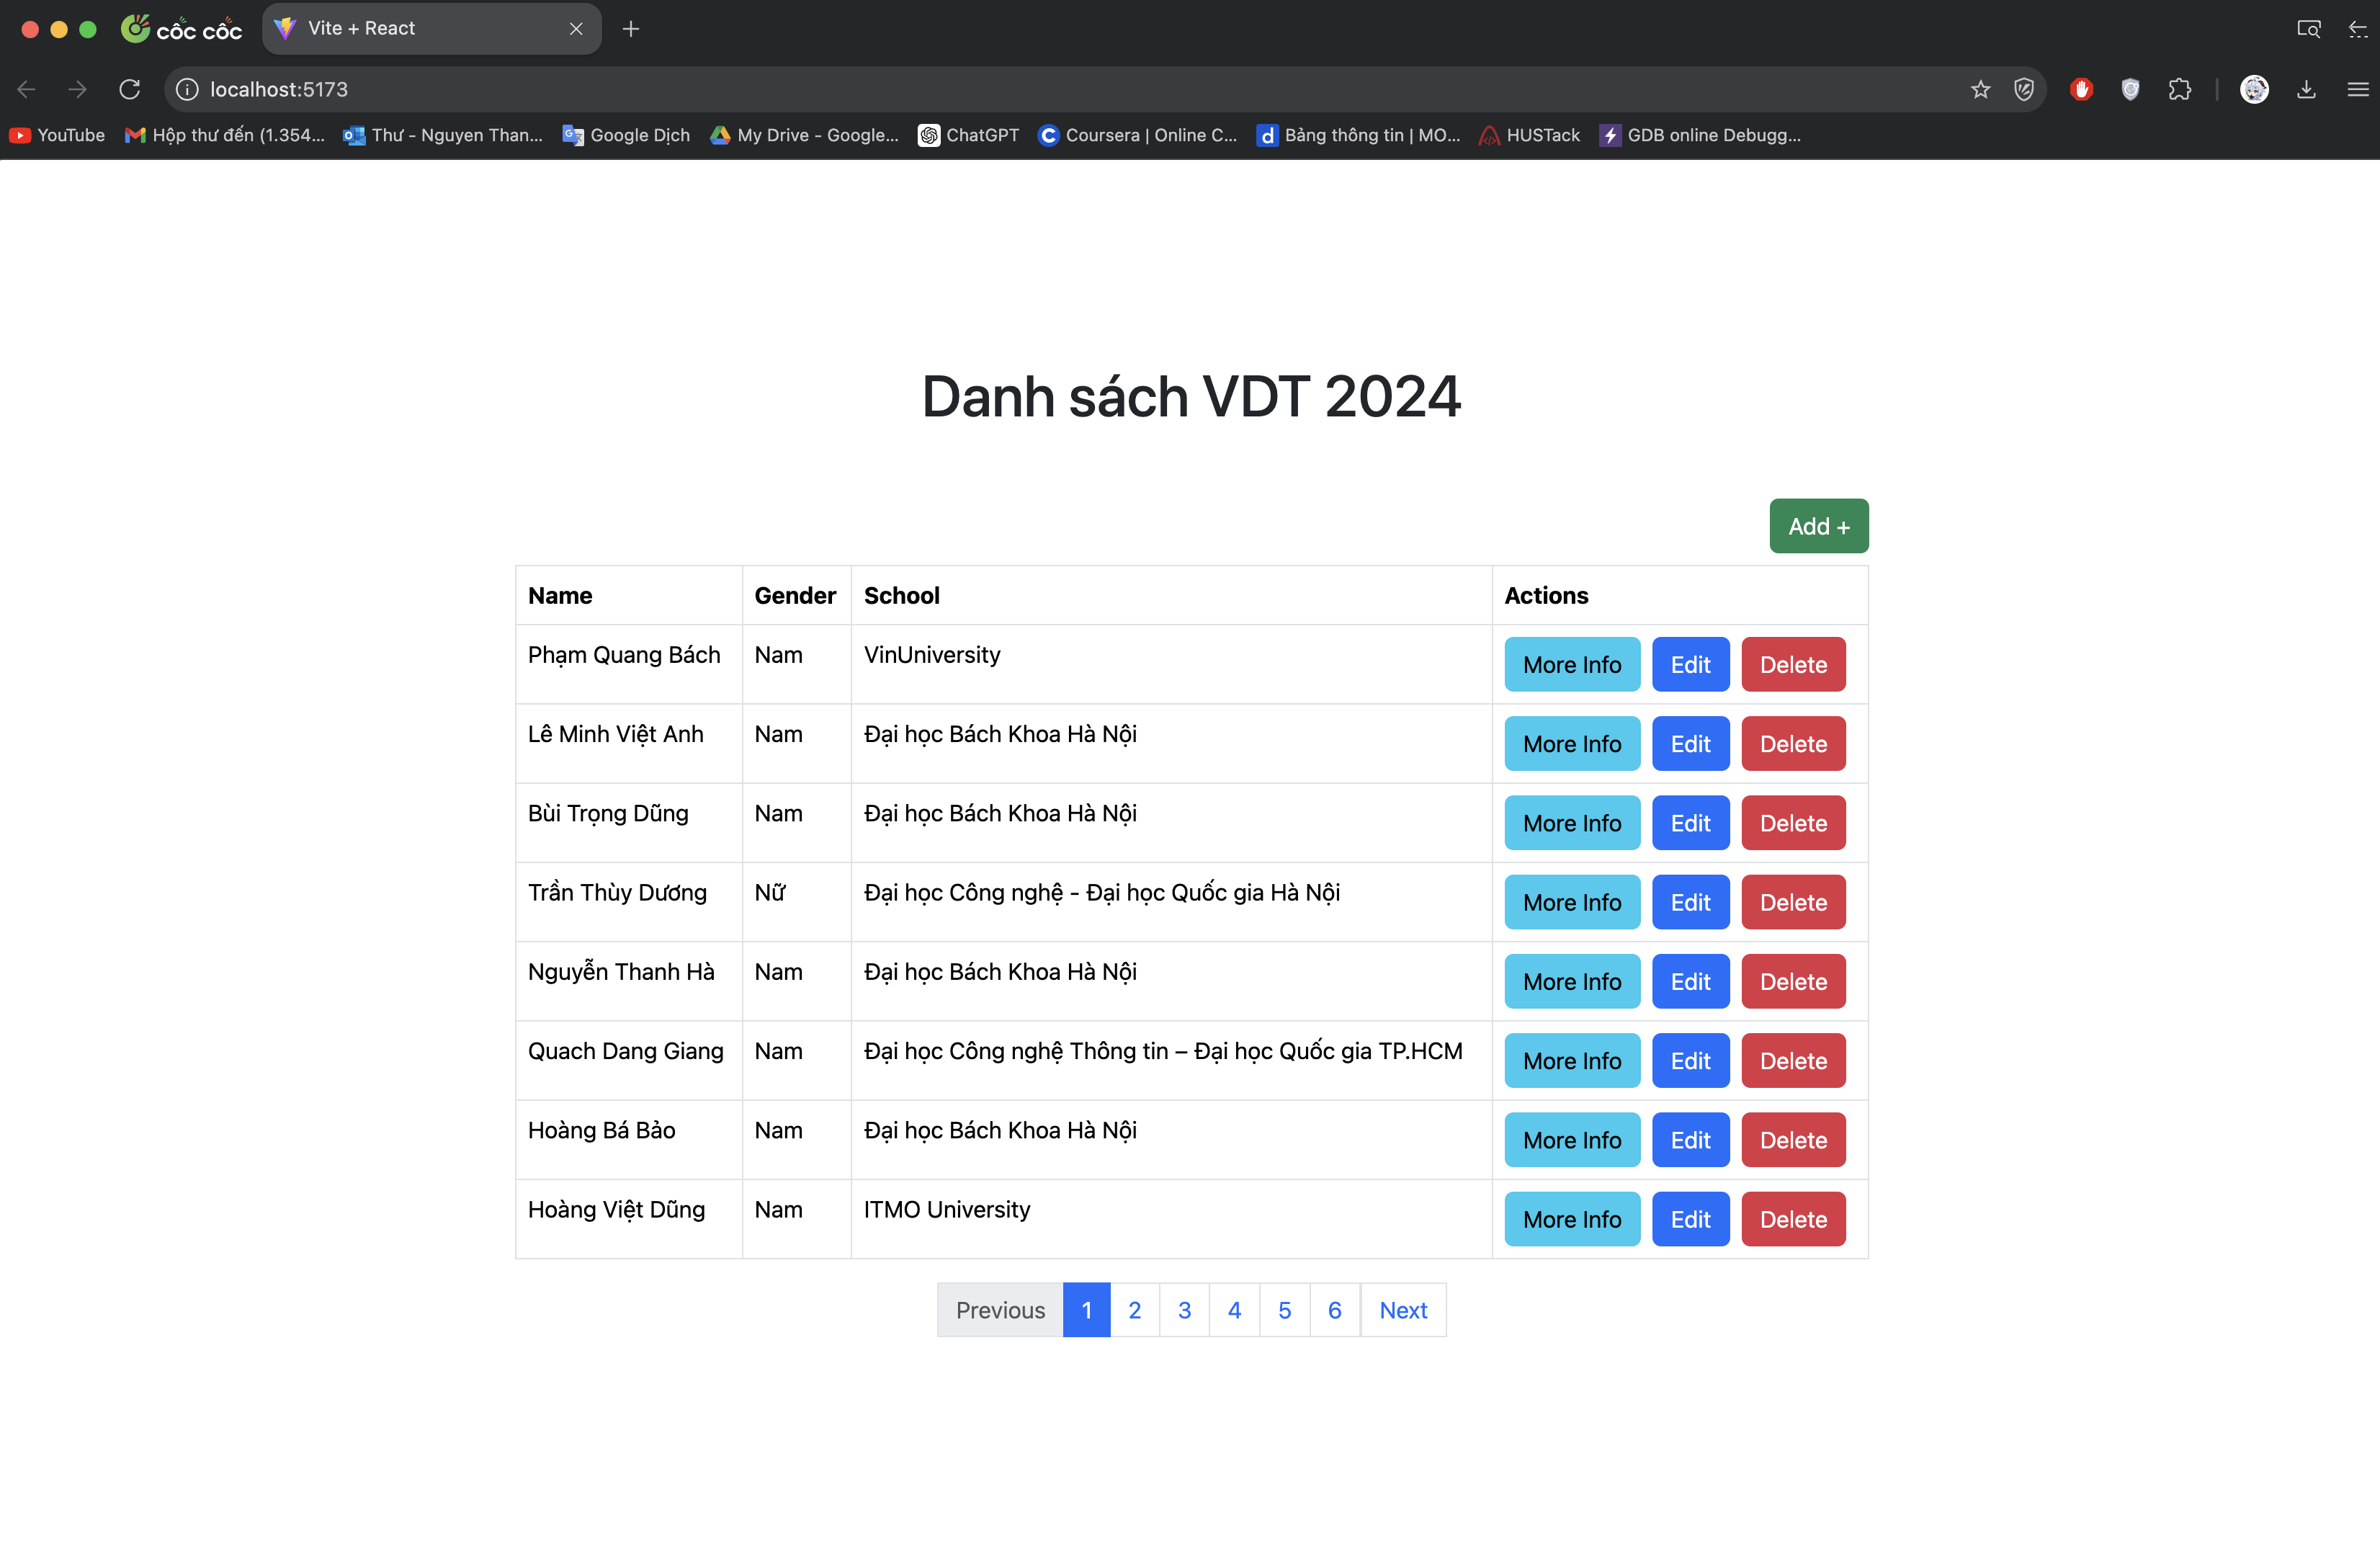 cốc cốc Vite + React
localhost:5173
YouTube Hộp thư đến (1.354... Thư - Nguyen Than... Google Dịch My Drive - Google... ChatGPT Coursera | Online C... Bảng thông tin | MO... HUSTack GDB online Debugg...
Danh sách VDT 2024
Add +
Name Gender School Actions
Phạm Quang Bách Nam VinUniversity More Info Edit Delete
Lê Minh Việt Anh Nam Đại học Bách Khoa Hà Nội More Info Edit Delete
Bùi Trọng Dũng Nam Đại học Bách Khoa Hà Nội More Info Edit Delete
Trần Thùy Dương Nữ Đại học Công nghệ - Đại học Quốc gia Hà Nội More Info Edit Delete
Nguyễn Thanh Hà Nam Đại học Bách Khoa Hà Nội More Info Edit Delete
Quach Dang Giang Nam Đại học Công nghệ Thông tin – Đại học Quốc gia TP.HCM More Info Edit Delete
Hoàng Bá Bảo Nam Đại học Bách Khoa Hà Nội More Info Edit Delete
Hoàng Việt Dũng Nam ITMO University More Info Edit Delete
Previous 1 2 3 4 5 6 Next